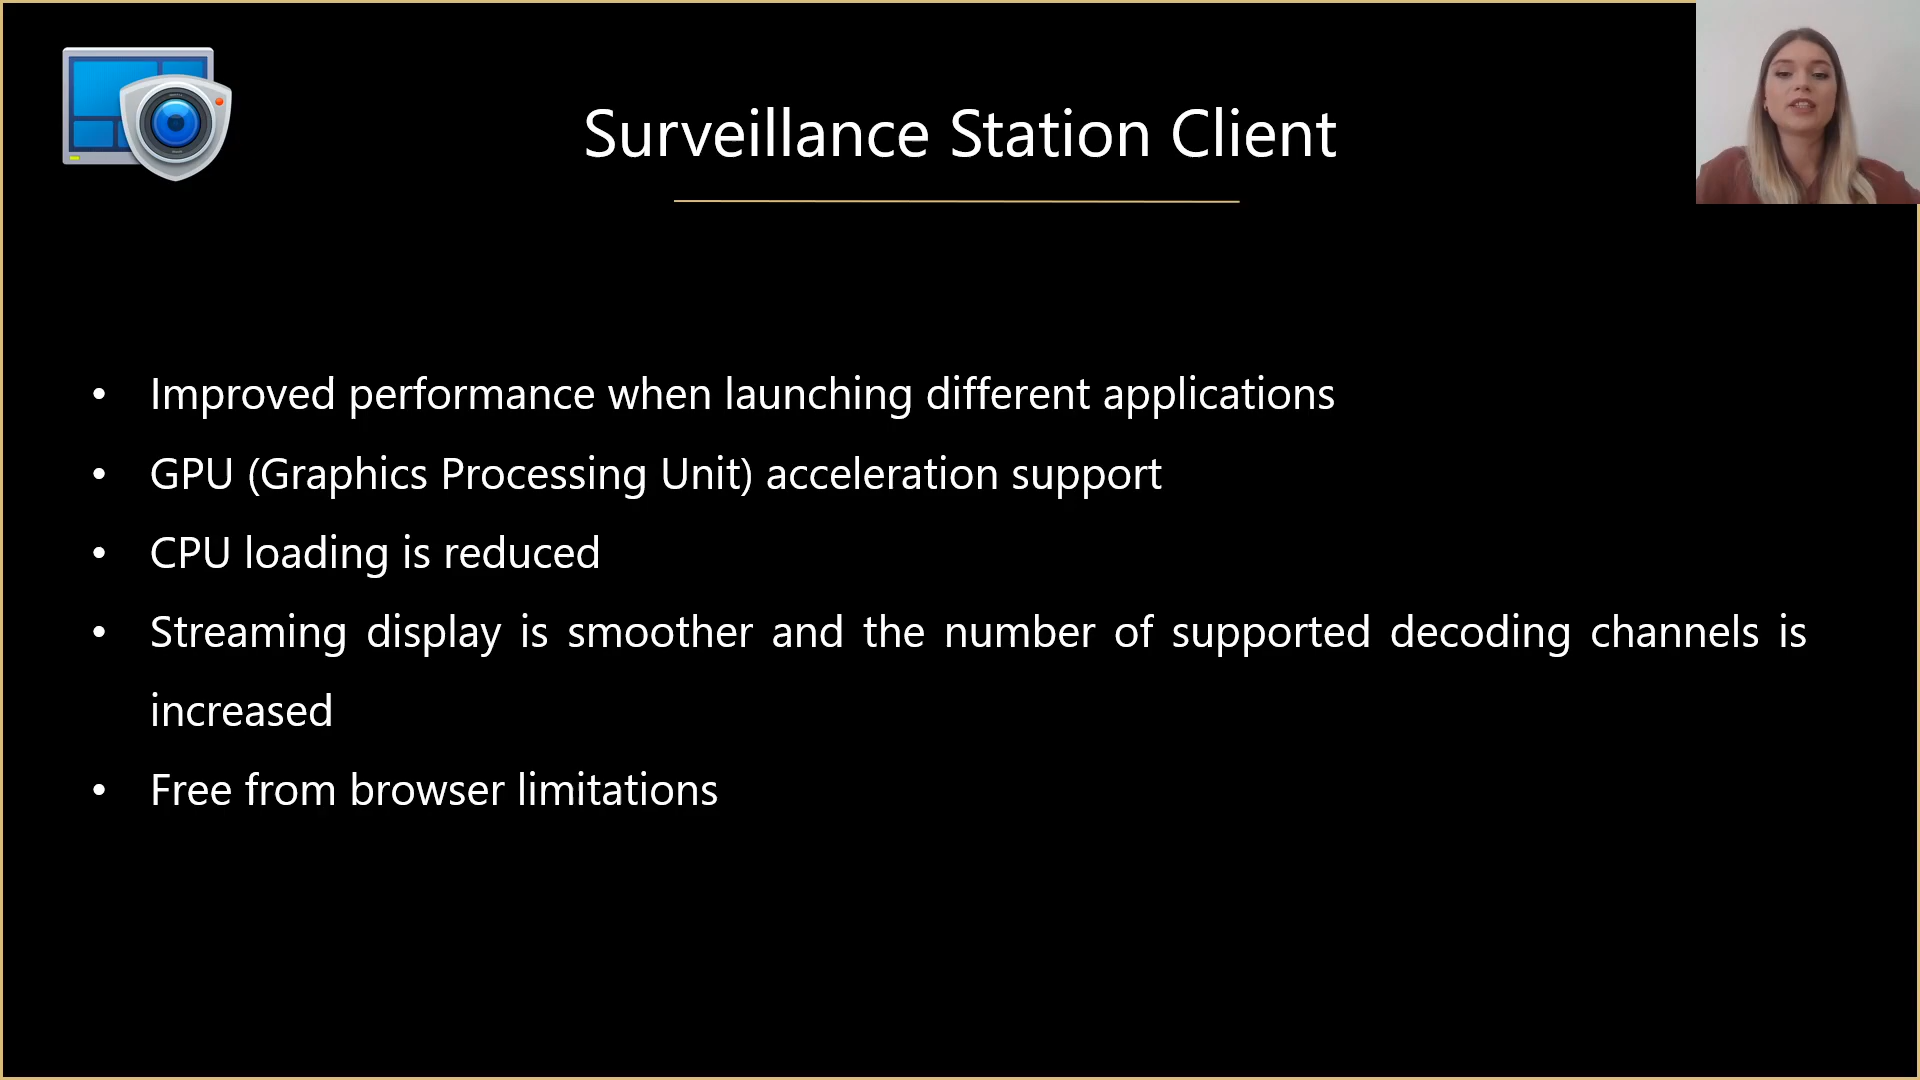 Surveillance Station Client
• Improved performance when launching different applications
• GPU (Graphics Processing Unit) acceleration support
• CPU loading is reduced
• Streaming display is smoother and the number of supported decoding channels is
increased
• Free from browser limitations